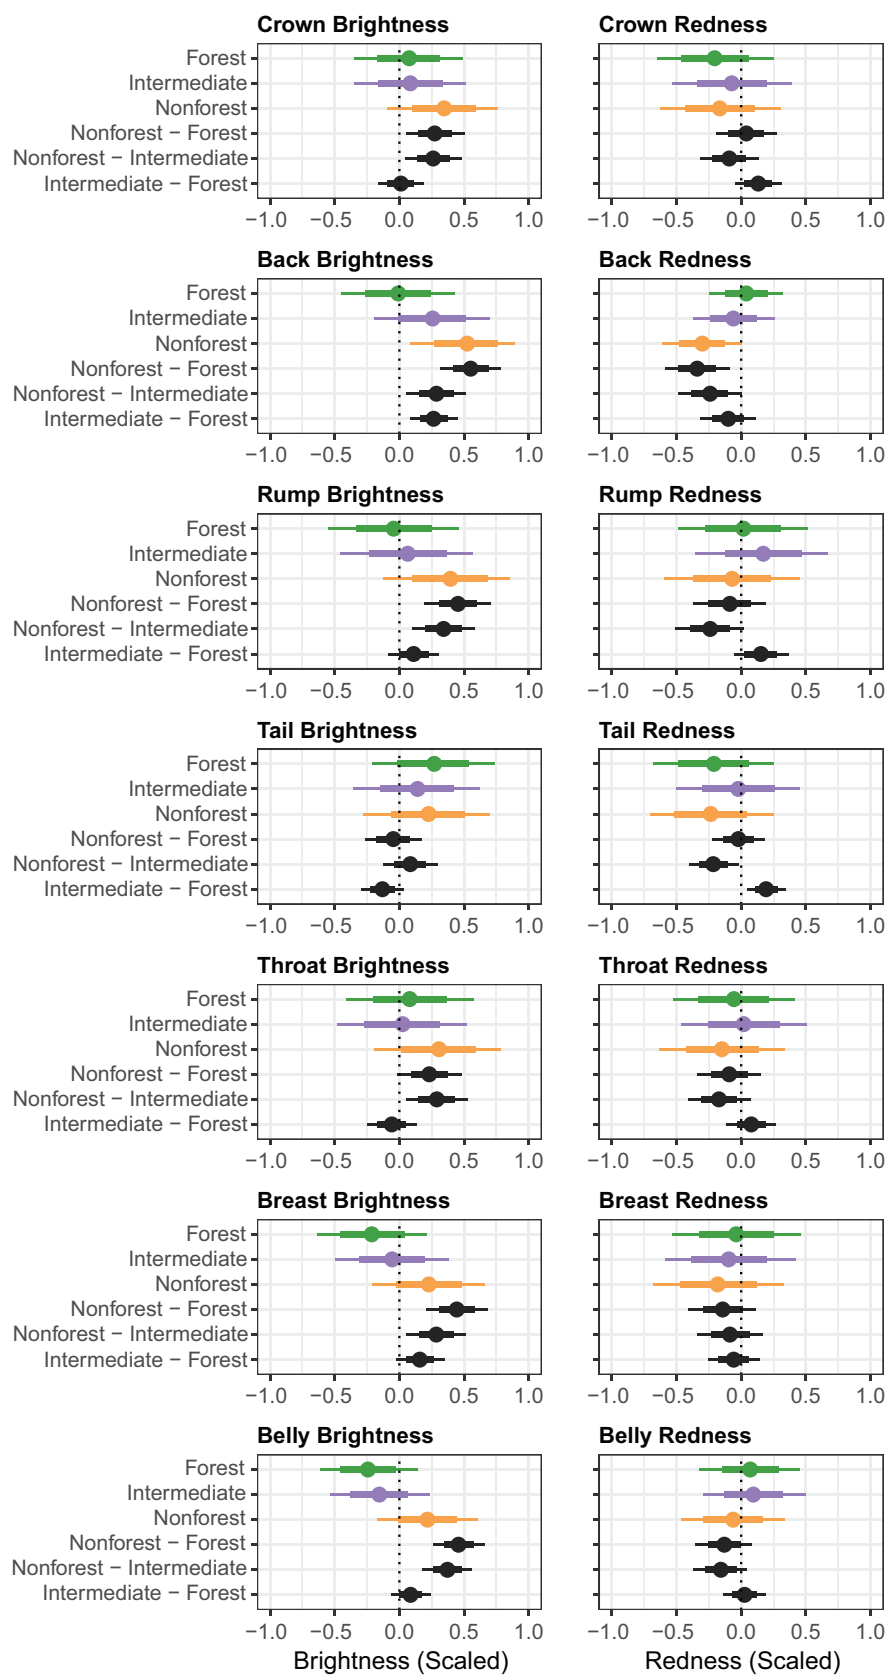 Crown Brightness
Crown Redness
Forest
Intermediate
Nonforest
Nonforest − Forest
Nonforest − Intermediate
Intermediate − Forest
−1.0 −0.5 0.0 0.5 1.0
−1.0 −0.5 0.0 0.5 1.0
Back Brightness
Back Redness
Forest
Intermediate
Nonforest
Nonforest − Forest
Nonforest − Intermediate
Intermediate − Forest
−1.0 −0.5 0.0 0.5 1.0
−1.0 −0.5 0.0 0.5 1.0
Rump Brightness
Rump Redness
Forest
Intermediate
Nonforest
Nonforest − Forest
Nonforest − Intermediate
Intermediate − Forest
−1.0 −0.5 0.0 0.5 1.0
−1.0 −0.5 0.0 0.5 1.0
Tail Brightness
Tail Redness
Forest
Intermediate
Nonforest
Nonforest − Forest
Nonforest − Intermediate
Intermediate − Forest
−1.0 −0.5 0.0 0.5 1.0
−1.0 −0.5 0.0 0.5 1.0
Throat Brightness
Throat Redness
Forest
Intermediate
Nonforest
Nonforest − Forest
Nonforest − Intermediate
Intermediate − Forest
−1.0 −0.5 0.0 0.5 1.0
−1.0 −0.5 0.0 0.5 1.0
Breast Brightness
Breast Redness
Forest
Intermediate
Nonforest
Nonforest − Forest
Nonforest − Intermediate
Intermediate − Forest
−1.0 −0.5 0.0 0.5 1.0
−1.0 −0.5 0.0 0.5 1.0
Belly Brightness
Belly Redness
Forest
Intermediate
Nonforest
Nonforest − Forest
Nonforest − Intermediate
Intermediate − Forest
−1.0 −0.5 0.0 0.5 1.0
−1.0 −0.5 0.0 0.5 1.0
Brightness (Scaled)
Redness (Scaled)